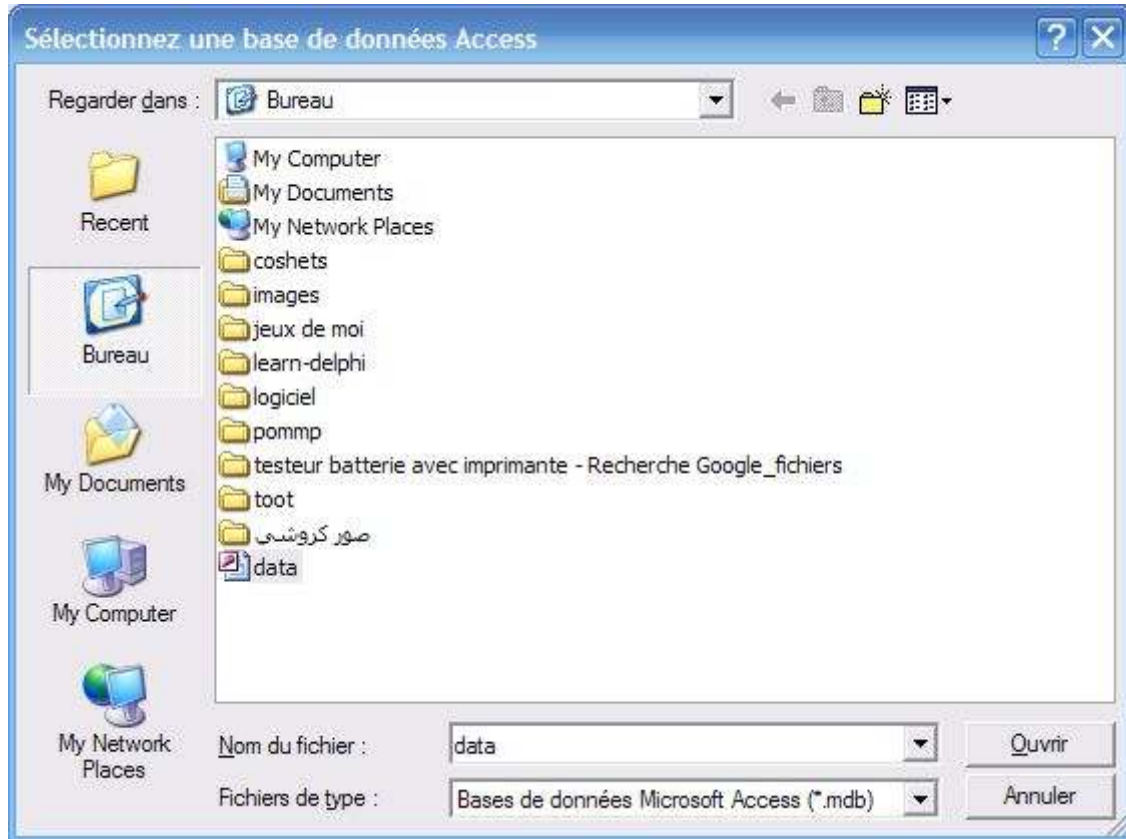 Sélectionnez une base de données Access
Regarder dans :
Bureau
Recent
Bureau
My Documents
My Computer
My Network
Places
My Computer
My Documents
My Network Places
coshets
images
jeux de moi
learn-delphi
logiciel
pommp
testeur batterie avec imprimante - Recherche Google_fichiers
toot
صور كروشي
data
Nom du fichier :
data
Ouvrir
Fichiers de type :
Bases de données Microsoft Access (*.mdb)
Annuler